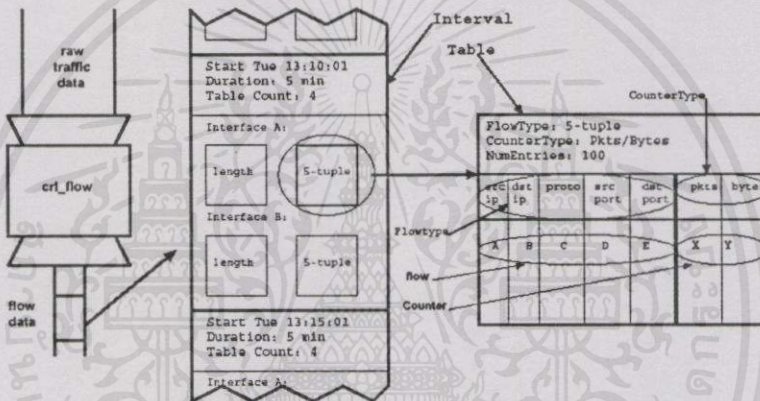 raw
traffic
data
crl_flow
flow
data
Start Tue 13:10:01
Duration: 5 min
Table Count: 4
Interface A:
length
5-tuple
Interface B:
length
5-tuple
Start Tue 13:15:01
Duration: 5 min
Table Count: 4
Interface A:
Interval
Table
CounterType
FlowType: 5-tuple
CounterType: Pkts/Bytes
NumEntries: 100
src ip
dst ip
proto
src port
dst port
pkts
byte
Flowtype
A B C D E X Y
flow
Counter